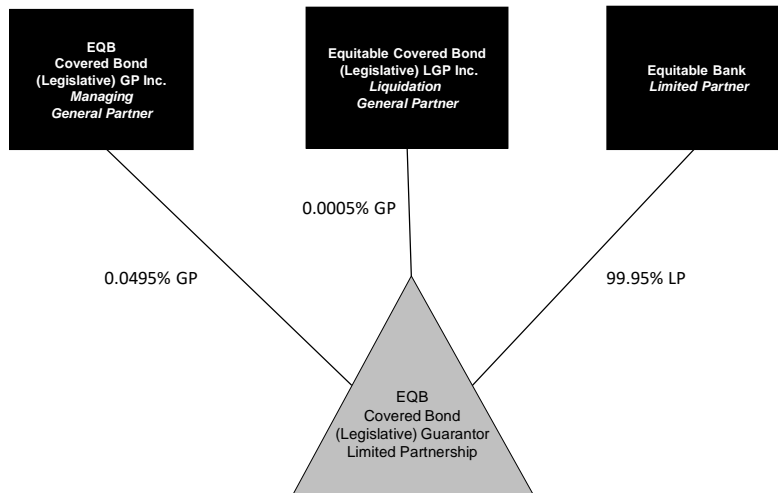 EQB
Covered Bond
(Legislative) GP Inc.
Managing
General Partner
Equitable Covered Bond
(Legislative) LGP Inc.
Liquidation
General Partner
Equitable Bank
Limited Partner
0.0005% GP
0.0495% GP
99.95% LP
EQB
Covered Bond
(Legislative) Guarantor
Limited Partnership